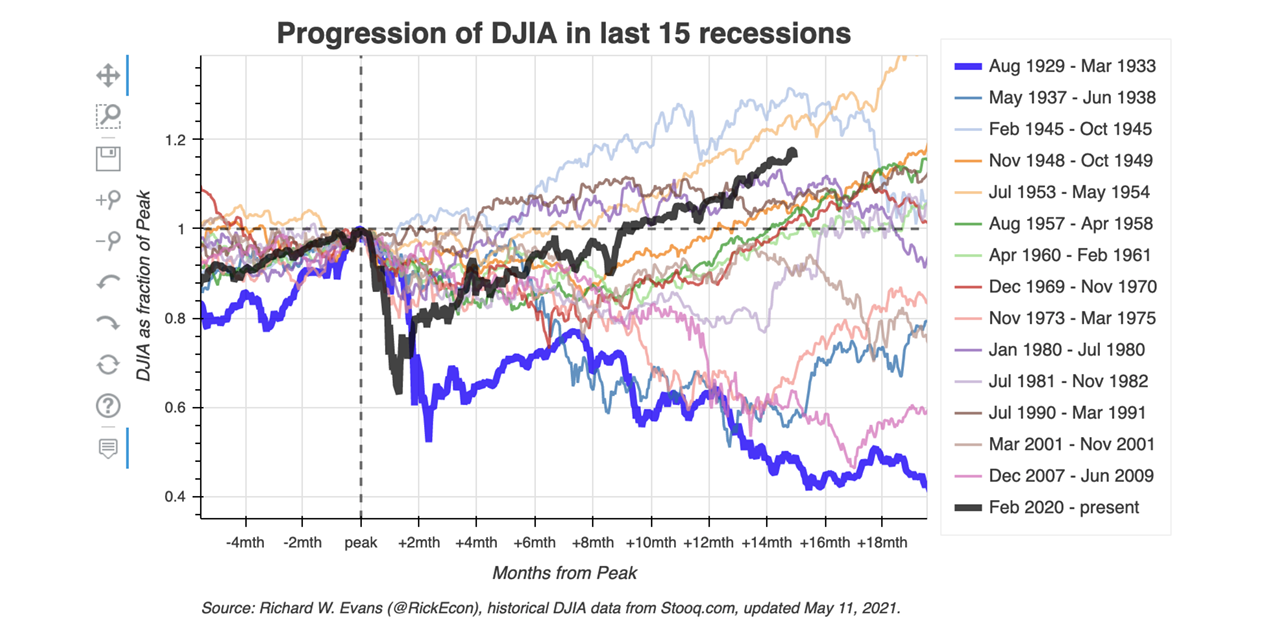 Progression of DJIA in last 15 recessions
DJIA as fraction of Peak
1.2
1
0.8
0.6
0.4
-4mth -2mth peak +2mth +4mth +6mth +8mth +10mth +12mth +14mth +16mth +18mth
Months from Peak
Aug 1929 - Mar 1933
May 1937 - Jun 1938
Feb 1945 - Oct 1945
Nov 1948 - Oct 1949
Jul 1953 - May 1954
Aug 1957 - Apr 1958
Apr 1960 - Feb 1961
Dec 1969 - Nov 1970
Nov 1973 - Mar 1975
Jan 1980 - Jul 1980
Jul 1981 - Nov 1982
Jul 1990 - Mar 1991
Mar 2001 - Nov 2001
Dec 2007 - Jun 2009
Feb 2020 - present
Source: Richard W. Evans (@RickEcon), historical DJIA data from Stooq.com, updated May 11, 2021.